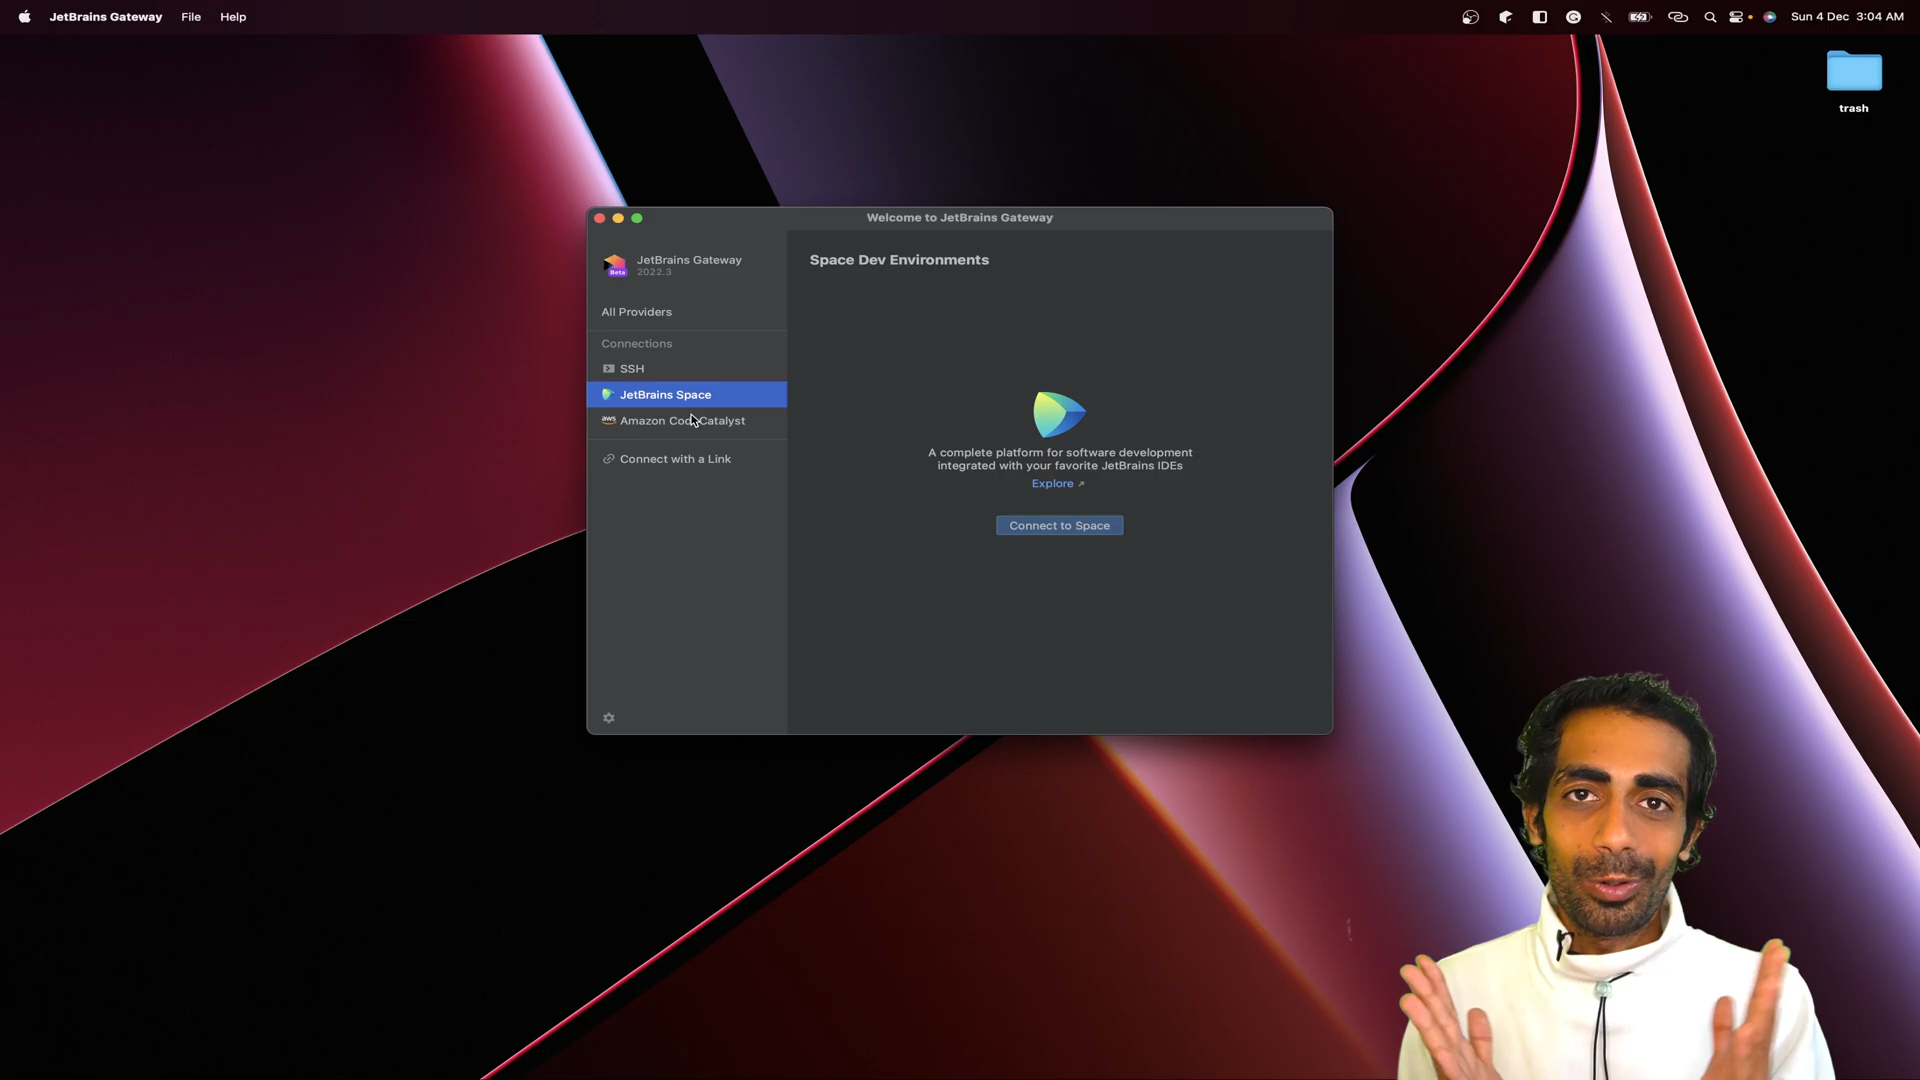 JetBrains Gateway File Help
Sun 4 Dec 3:04 AM
trash
Welcome to JetBrains Gateway
JetBrains Gateway
2022.3
Beta
All Providers
Connections
SSH
JetBrains Space
aws Amazon CodeCatalyst
Connect with a Link
Space Dev Environments
A complete platform for software development
integrated with your favorite JetBrains IDEs
Explore ↗
Connect to Space